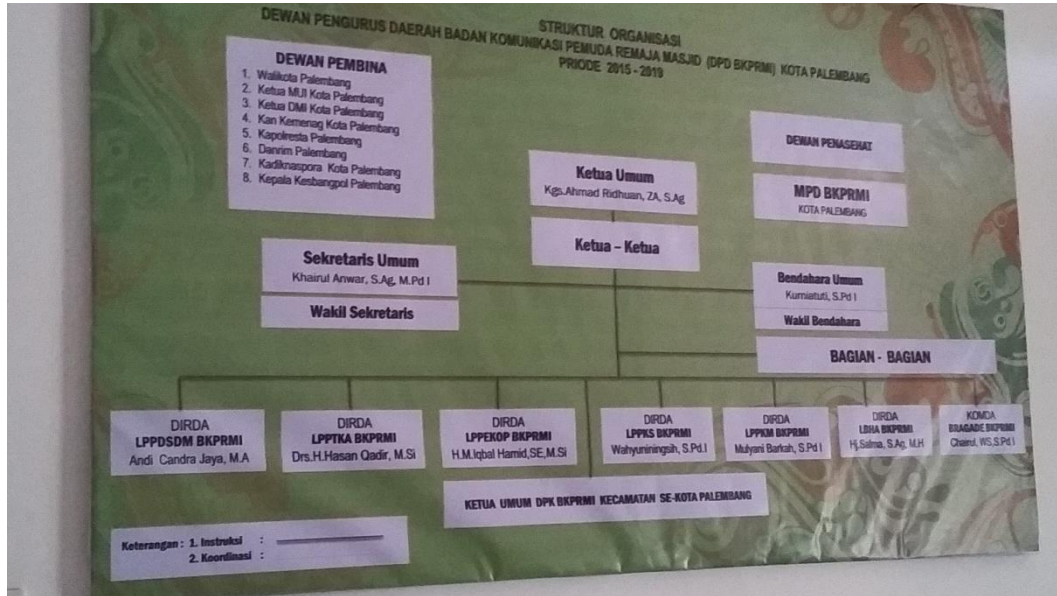 STRUKTUR ORGANISASI
DEWAN PENGURUS DAERAH BADAN KOMUNIKASI PEMUDA REMAJA MASJID (DPD BKPRMI) KOTA PALEMBANG
PRIODE 2015 - 2019
DEWAN PEMBINA
1. Walikota Palembang
2. Ketua MUI Kota Palembang
3. Ketua DMI Kota Palembang
4. Kan Kemenag Kota Palembang
5. Kapolresta Palembang
6. Danrim Palembang
7. Kadiknaspora Kota Palembang
8. Kepala Kesbangpol Palembang
DEWAN PENASEHAT
Ketua Umum
Kgs.Ahmad Ridhuan, ZA, S.Ag
MPD BKPRMI
KOTA PALEMBANG
Ketua - Ketua
Sekretaris Umum
Khairul Anwar, S.Ag, M.Pd I
Wakil Sekretaris
Bendahara Umum
Kurniatuti, S.Pd I
Wakil Bendahara
BAGIAN - BAGIAN
DIRDA
LPPDSDM BKPRMI
Andi Candra Jaya, M.A
DIRDA
LPPTKA BKPRMI
Drs.H.Hasan Qadir, M.Si
DIRDA
LPPEKOP BKPRMI
H.M.Iqbal Hamid,SE,M.Si
DIRDA
LPPKS BKPRMI
Wahyuniningsih, S.Pd.I
DIRDA
LPPKM BKPRMI
Mulyani Barkah, S.Pd I
DIRDA
LBHA BKPRMI
Hj.Salma, S.Ag, M.H
KOMDA
BRAGADE BKPRMI
Chairul, WS,S.Pd I
KETUA UMUM DPK BKPRMI KECAMATAN SE-KOTA PALEMBANG
Keterangan : 1. Instruksi :
2. Koordinasi :